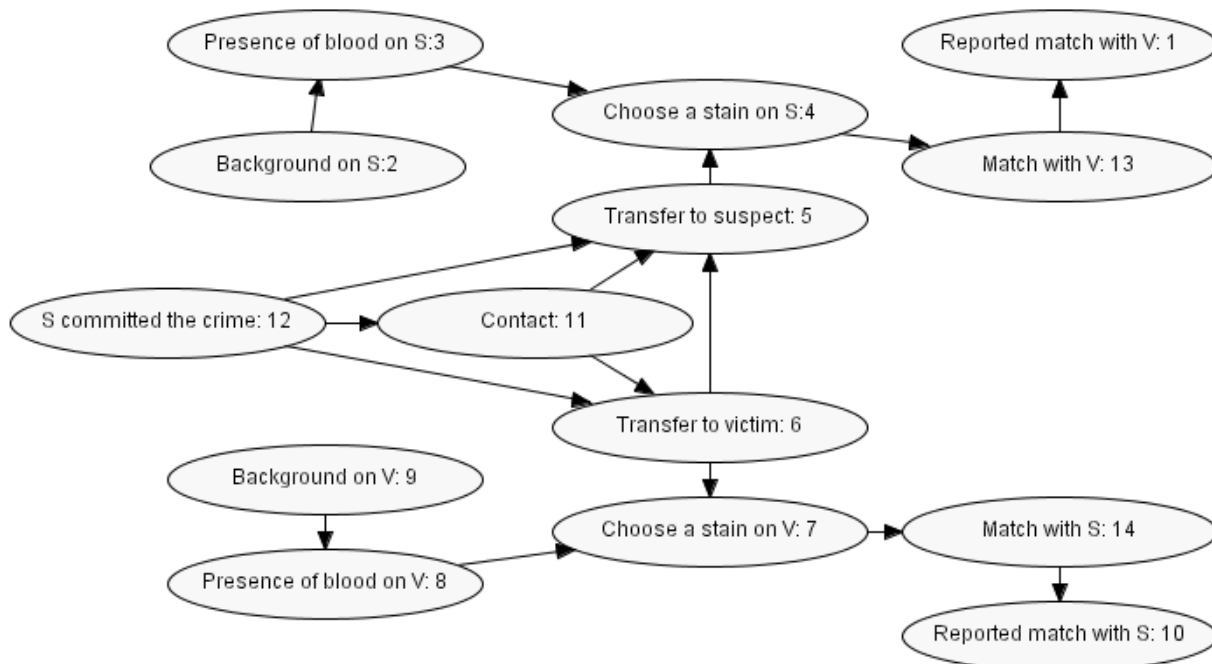 Presence of blood on S:3
Reported match with V: 1
Choose a stain on S:4
Background on S:2
Match with V: 13
Transfer to suspect: 5
S committed the crime: 12
Contact: 11
Transfer to victim: 6
Background on V: 9
Choose a stain on V: 7
Match with S: 14
Presence of blood on V: 8
Reported match with S: 10